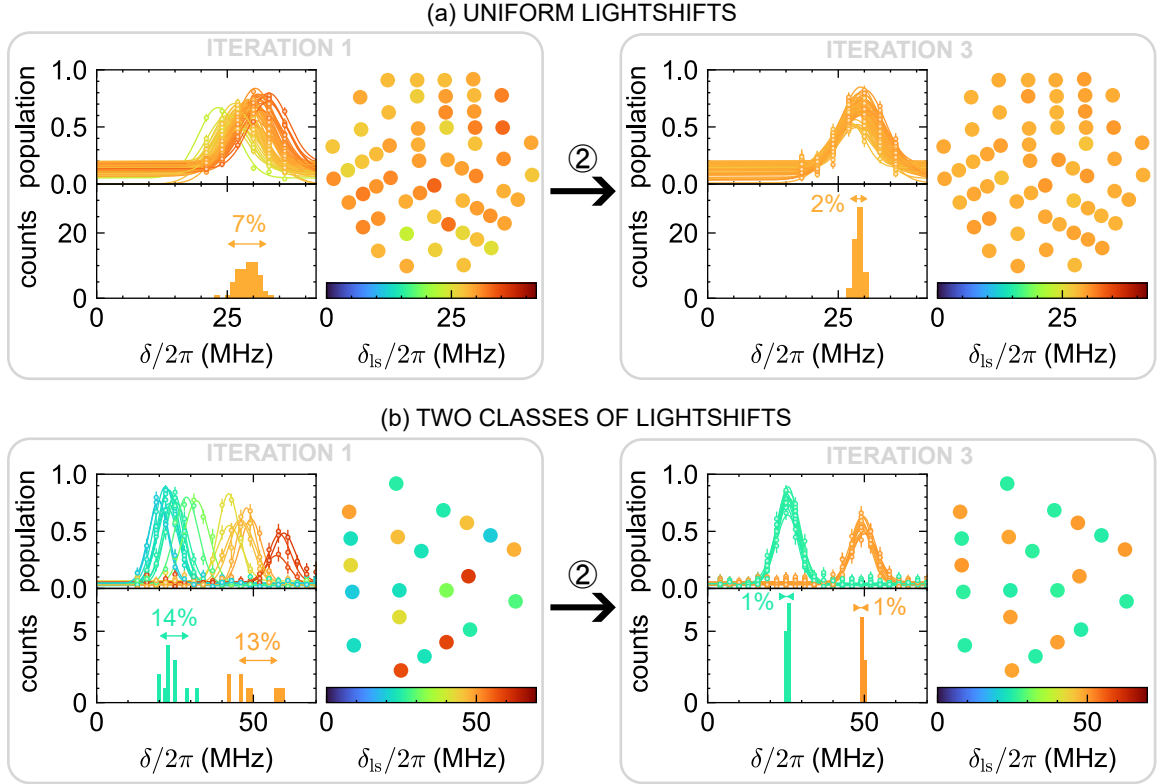 (a) UNIFORM LIGHTSHIFTS
ITERATION 1
population
1.0
0.5
0.0
counts
20
0
7%
0
25
δ/2π (MHz)
25
δ_ls/2π (MHz)
②
ITERATION 3
population
1.0
0.5
0.0
counts
20
0
2%
0
25
δ/2π (MHz)
25
δ_ls/2π (MHz)
(b) TWO CLASSES OF LIGHTSHIFTS
ITERATION 1
population
1.0
0.5
0.0
counts
5
0
14%
13%
0
50
δ/2π (MHz)
0
50
δ_ls/2π (MHz)
②
ITERATION 3
population
1.0
0.5
0.0
counts
5
0
1%
1%
0
50
δ/2π (MHz)
0
50
δ_ls/2π (MHz)